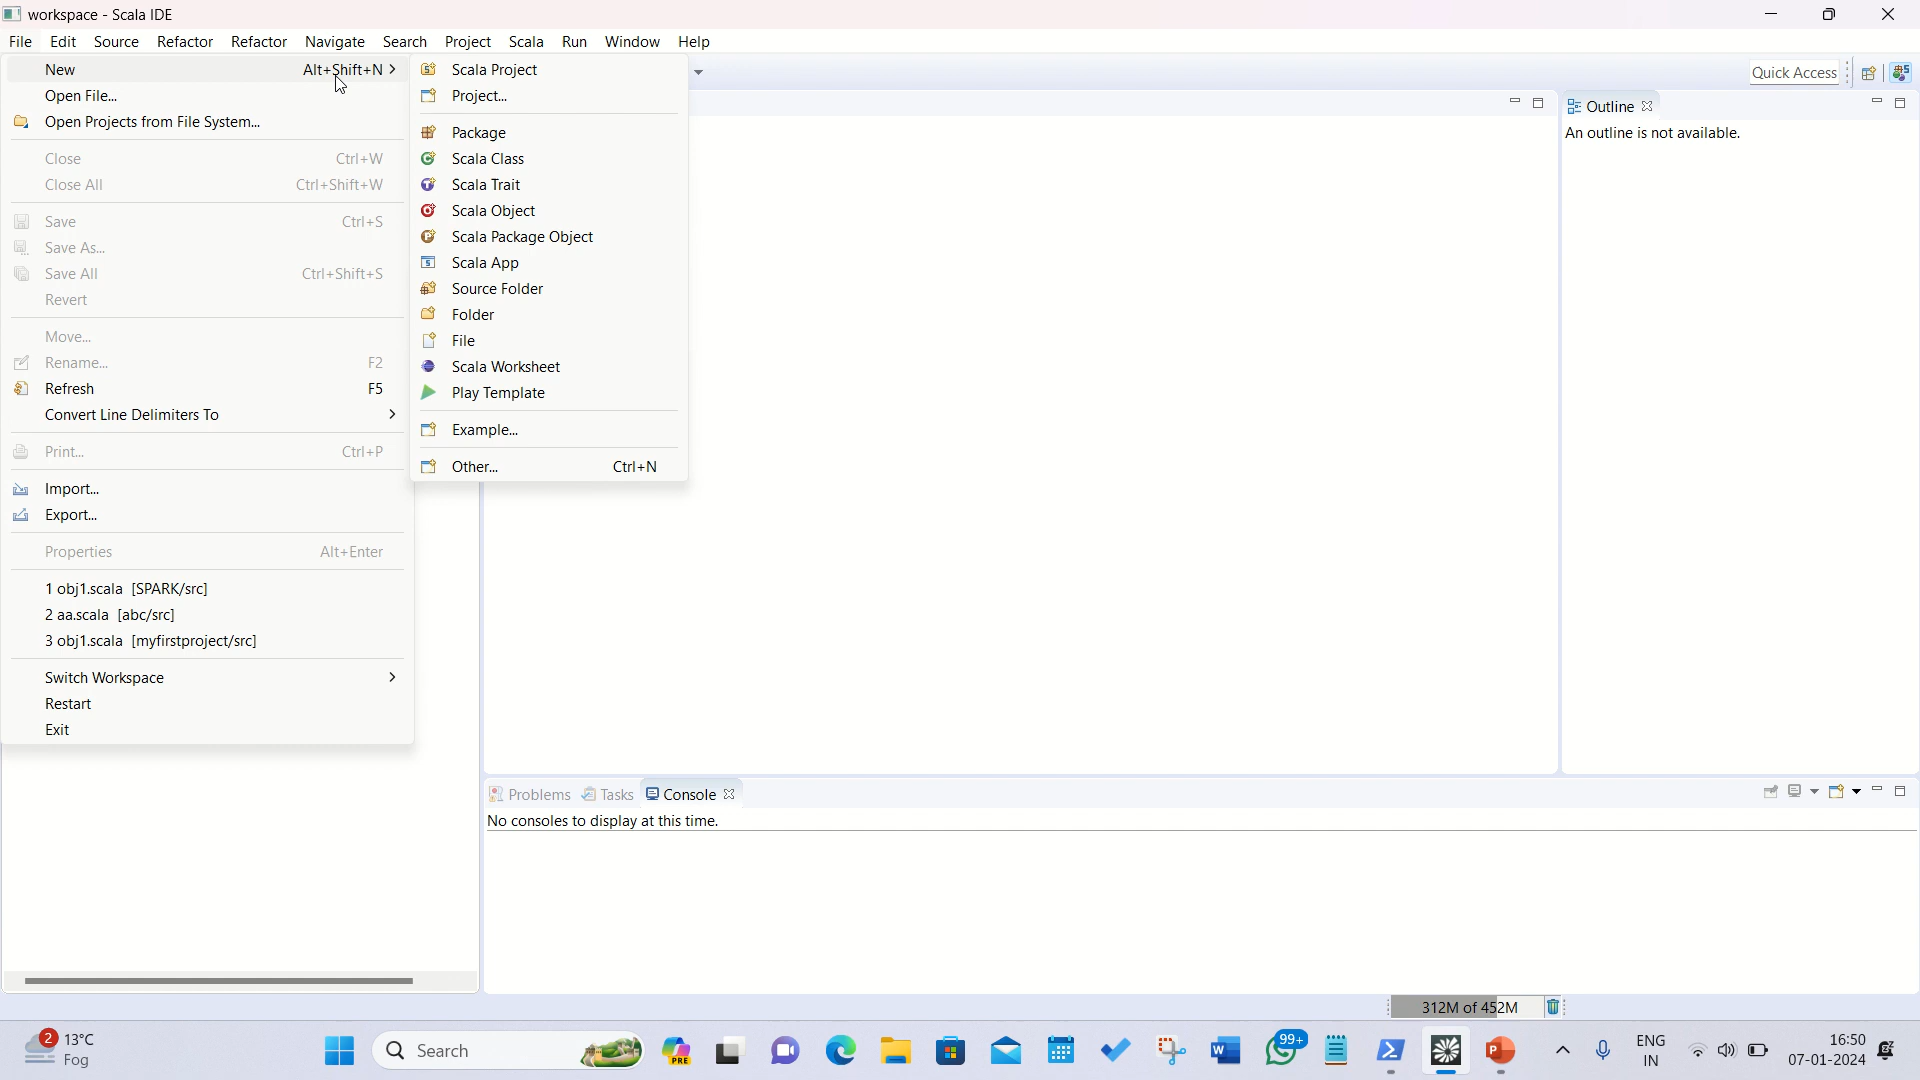 workspace - Scala IDE
File Edit Source Refactor Refactor Navigate Search Project Scala Run Window Help
New Alt+Shift+N
Open File...
Open Projects from File System...
Close Ctrl+W
Close All Ctrl+Shift+W
Save Ctrl+S
Save As...
Save All Ctrl+Shift+S
Revert
Move...
Rename... F2
Refresh F5
Convert Line Delimiters To
Print... Ctrl+P
Import...
Export...
Properties Alt+Enter
1 obj1.scala [SPARK/src]
2 aa.scala [abc/src]
3 obj1.scala [myfirstproject/src]
Switch Workspace
Restart
Exit
Scala Project
Project...
Package
Scala Class
Scala Trait
Scala Object
Scala Package Object
Scala App
Source Folder
Folder
File
Scala Worksheet
Play Template
Example...
Other... Ctrl+N
Quick Access
Outline
An outline is not available.
Problems Tasks Console
No consoles to display at this time.
312M of 452M
2 13°C
Fog
Search
PRE
99+
ENG
IN
16:50
07-01-2024